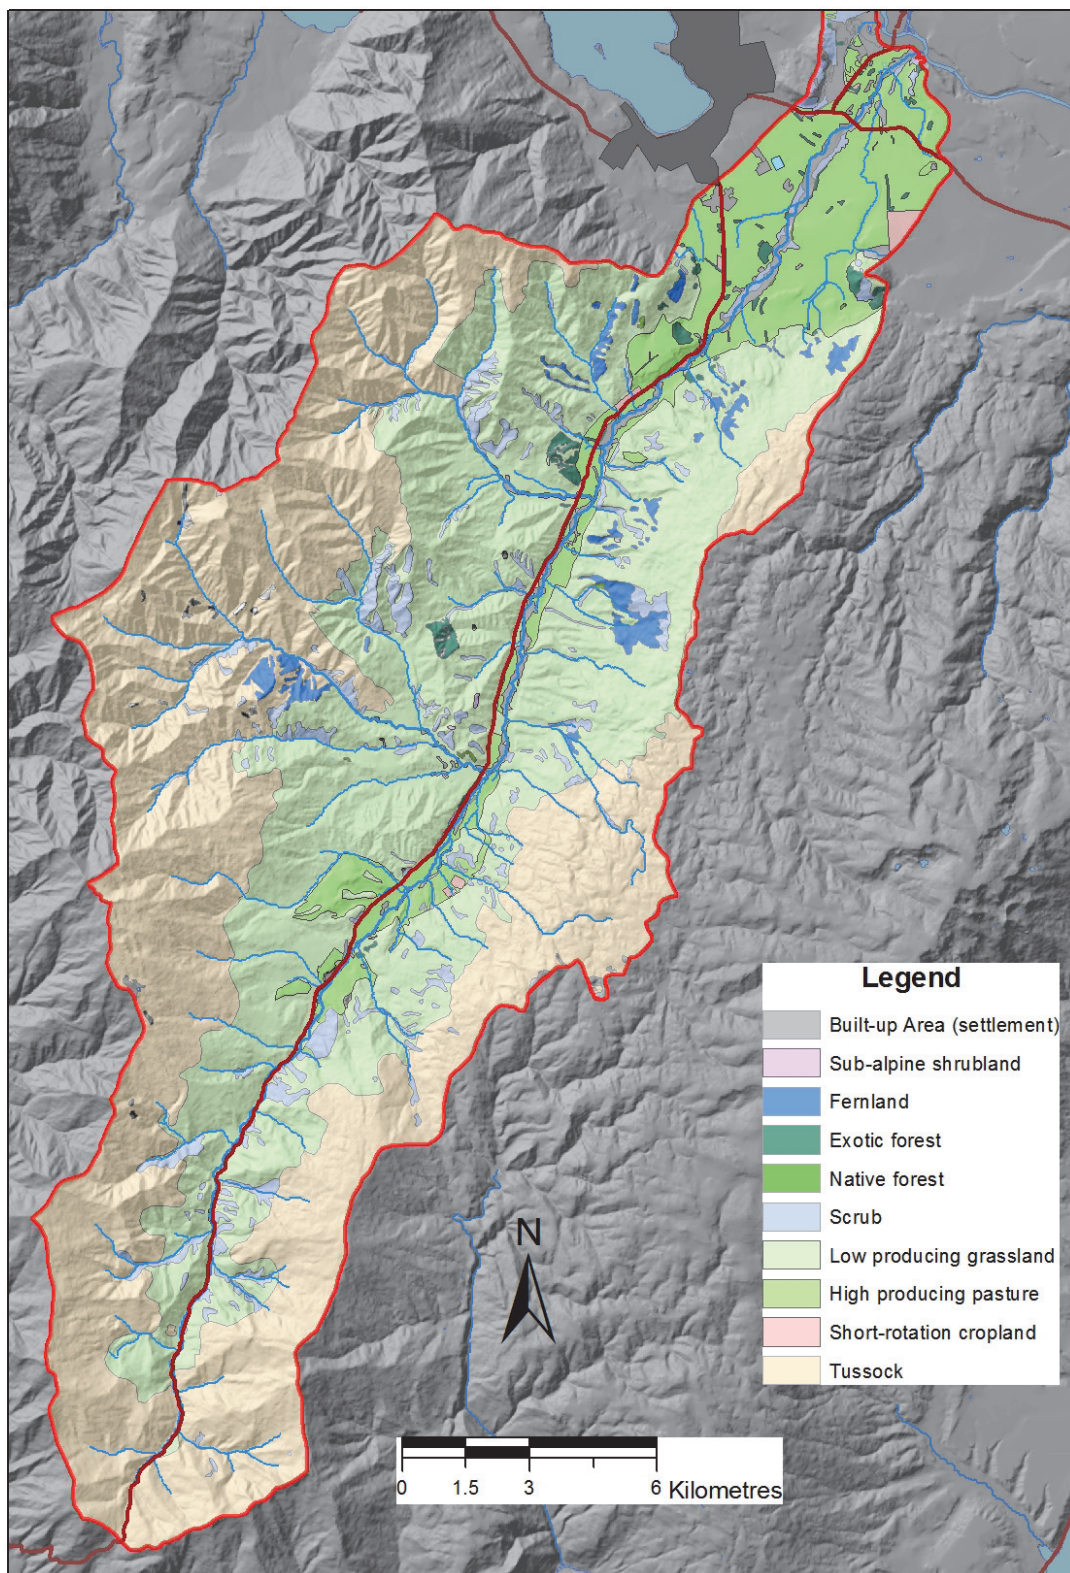 Legend
Built-up Area (settlement)
Sub-alpine shrubland
Fernland
Exotic forest
Native forest
Scrub
Low producing grassland
High producing pasture
Short-rotation cropland
Tussock
N
0 1.5 3 6 Kilometres